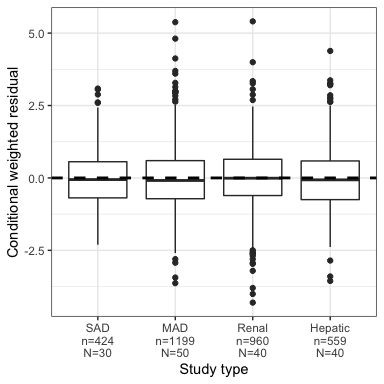 Conditional weighted residual
5.0
2.5
0.0
-2.5
SAD MAD Renal Hepatic
n=424 n=1199 n=960 n=559
N=30 N=50 N=40 N=40
Study type